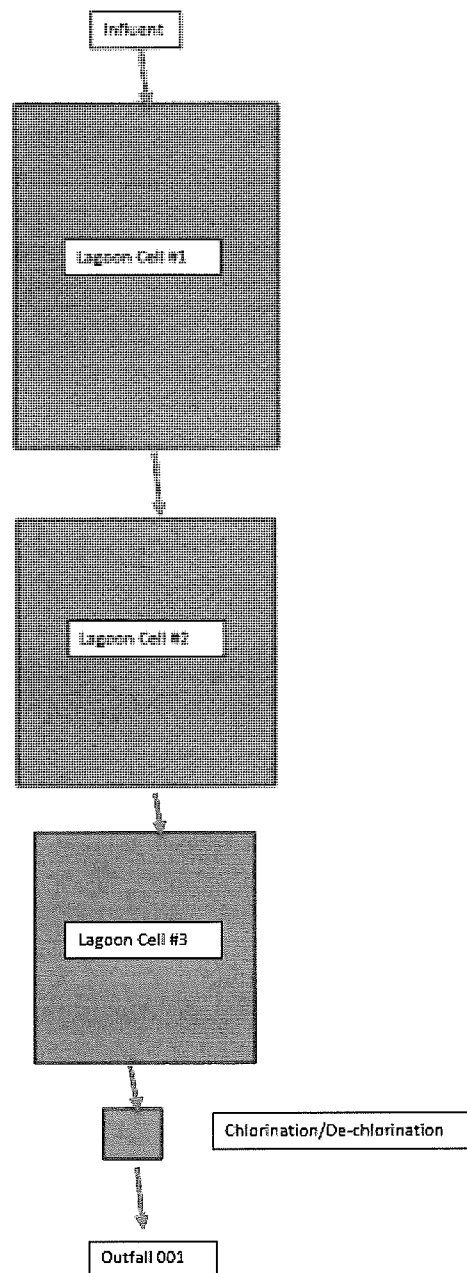 Influent
Lagoon Cell #1
Lagoon Cell #2
Lagoon Cell #3
Chlorination/De-chlorination
Outfall 001